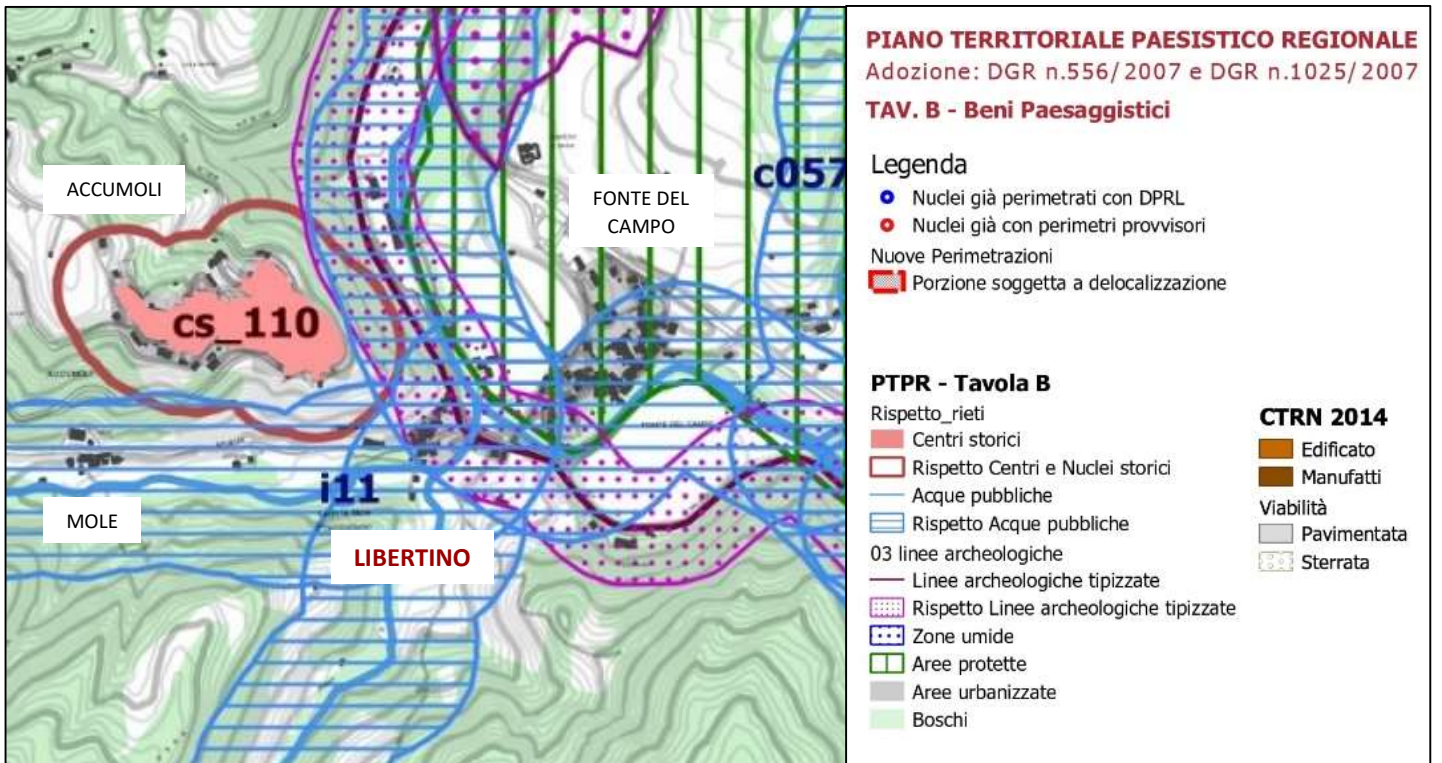 ACCUMOLI
FONTE DEL
CAMPO
c057
cs_110
i11
MOLE
LIBERTINO
FONTE DEL CAMPO
PIANO TERRITORIALE PAESISTICO REGIONALE
Adozione: DGR n.556/2007 e DGR n.1025/2007
TAV. B - Beni Paesaggistici
Legenda
Nuclei già perimetrati con DPRL
Nuclei già con perimetri provvisori
Nuove Perimetrazioni
Porzione soggetta a delocalizzazione
PTPR - Tavola B
Rispetto_rieti
Centri storici
Rispetto Centri e Nuclei storici
Acque pubbliche
Rispetto Acque pubbliche
03 linee archeologiche
Linee archeologiche tipizzate
Rispetto Linee archeologiche tipizzate
Zone umide
Aree protette
Aree urbanizzate
Boschi
CTRN 2014
Edificato
Manufatti
Viabilità
Pavimentata
Sterrata